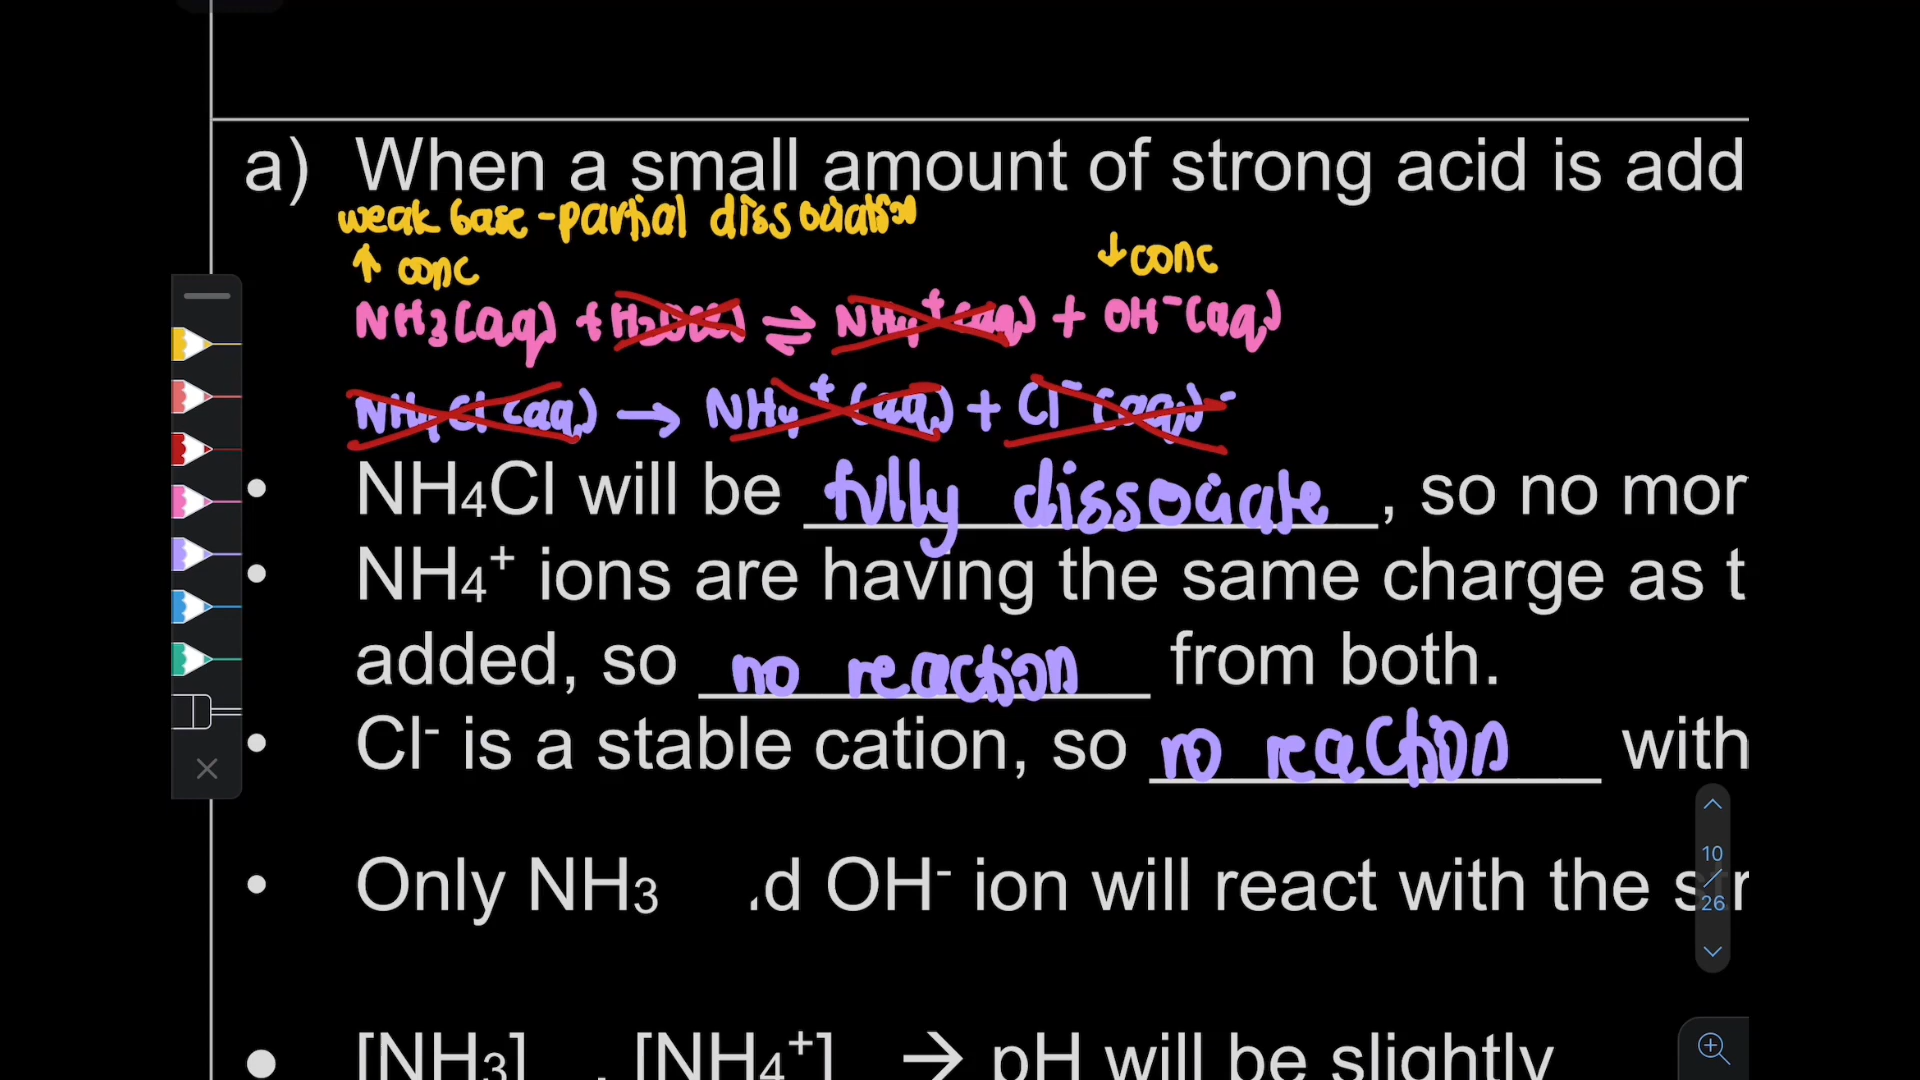 a) When a small amount of strong acid is add
weak base - partial dissociation
↑ conc ↓ conc
NH3(aq) + H2O(l) ⇌ NH4+(aq) + OH-(aq)
NH4Cl (aq) → NH4+(aq) + Cl-(aq)
• NH4Cl will be fully dissociate, so no mor
• NH4+ ions are having the same charge as t
added, so no reaction from both.
• Cl- is a stable cation, so no reaction with
• Only NH3 .d OH- ion will react with the
10
26
• [NH3] , [NH4+] → pH will be slightly